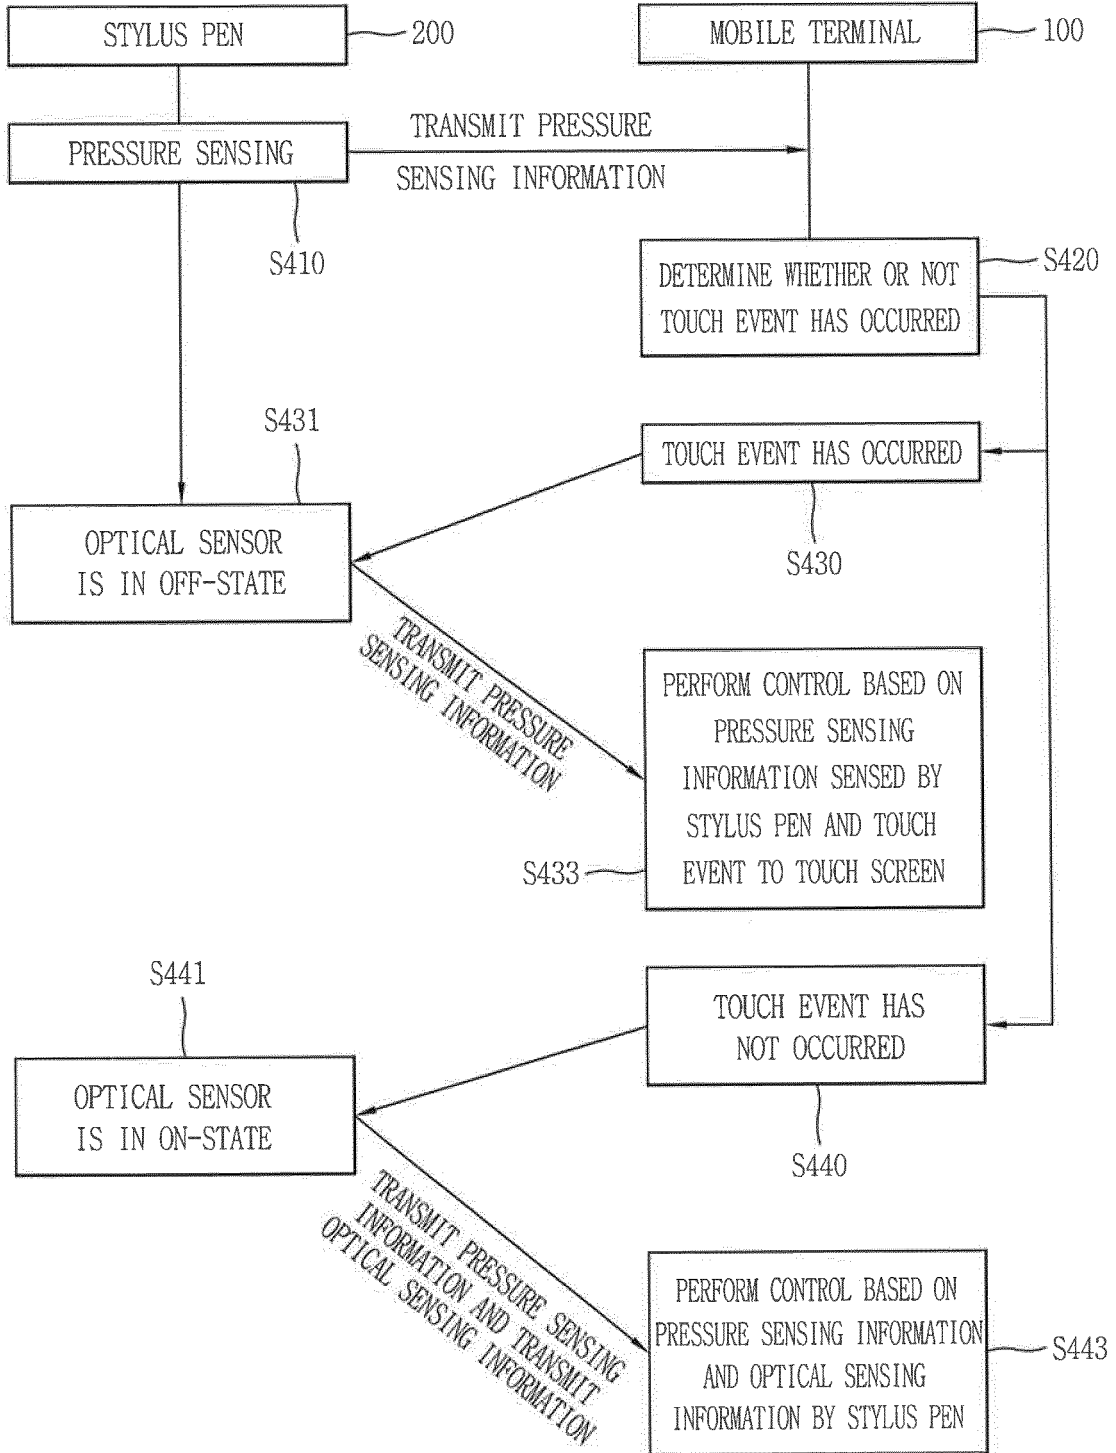 STYLUS PEN
200
MOBILE TERMINAL
100
PRESSURE SENSING
TRANSMIT PRESSURE
SENSING INFORMATION
S410
DETERMINE WHETHER OR NOT
TOUCH EVENT HAS OCCURRED
S420
S431
TOUCH EVENT HAS OCCURRED
S430
OPTICAL SENSOR
IS IN OFF-STATE
TRANSMIT PRESSURE
SENSING INFORMATION
PERFORM CONTROL BASED ON
PRESSURE SENSING
INFORMATION SENSED BY
STYLUS PEN AND TOUCH
EVENT TO TOUCH SCREEN
S433
S441
TOUCH EVENT HAS
NOT OCCURRED
S440
OPTICAL SENSOR
IS IN ON-STATE
TRANSMIT PRESSURE SENSING
INFORMATION AND TRANSMIT
OPTICAL SENSING INFORMATION
PERFORM CONTROL BASED ON
PRESSURE SENSING INFORMATION
AND OPTICAL SENSING
INFORMATION BY STYLUS PEN
S443